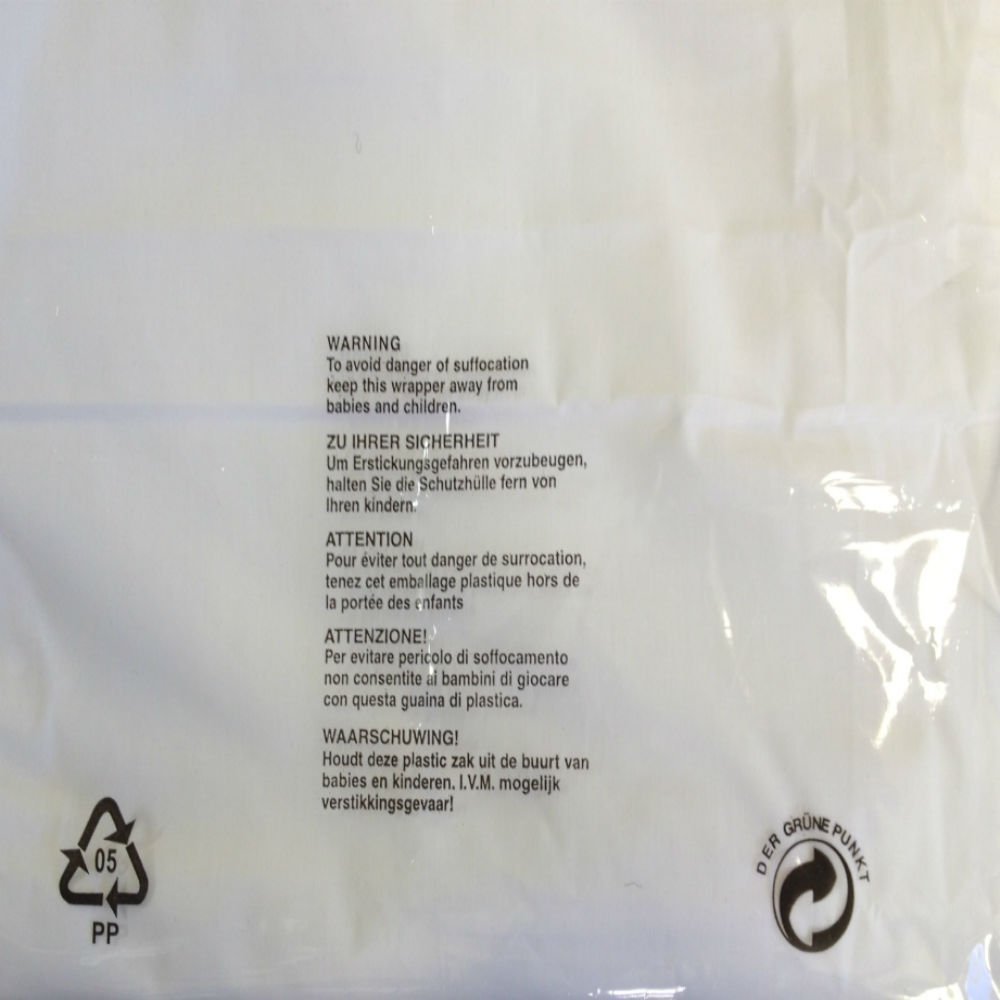 WARNING
To avoid danger of suffocation
keep this wrapper away from
babies and children.
ZU IHRER SICHERHEIT
Um Erstickungsgefahren vorzubeugen,
halten Sie die Schutzhülle fern von
Ihren kindern.
ATTENTION
Pour éviter tout danger de surrocation,
tenez cet emballage plastique hors de
la portée des enfants
ATTENZIONE!
Per evitare pericolo di soffocamento
non consentite ai bambini di giocare
con questa guaina di plastica.
WAARSCHUWING!
Houdt deze plastic zak uit de buurt van
babies en kinderen. I.V.M. mogelijk
verstikkingsgevaar!
05
PP
DER GRÜNE PUNKT